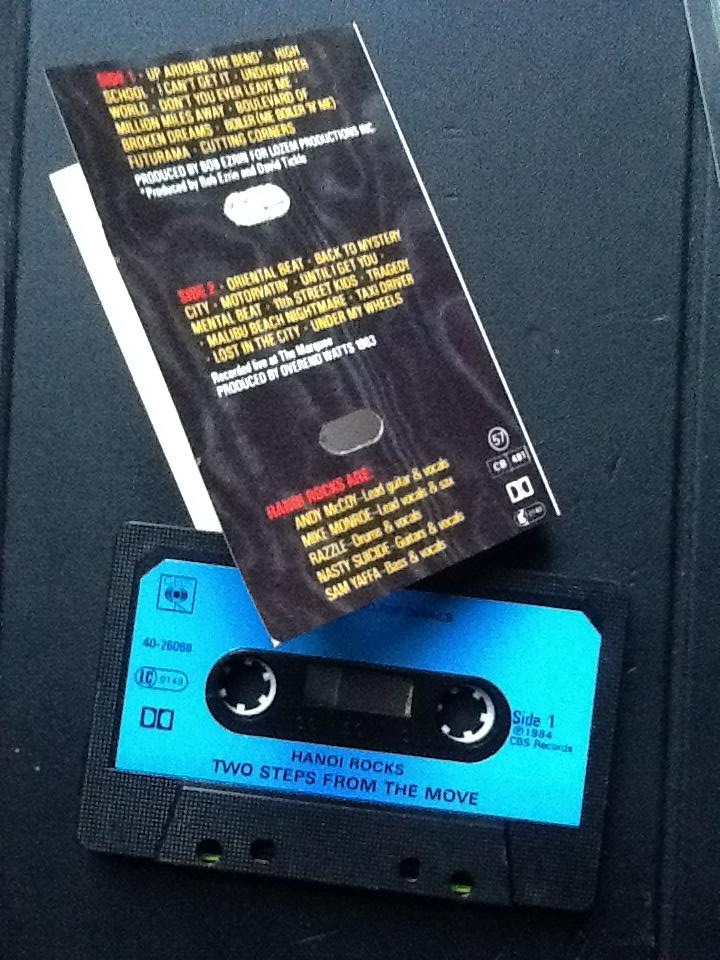 SIDE 1 · UP AROUND THE BEND* · HIGH
SCHOOL · I CAN'T GET IT · UNDERWATER
WORLD · DON'T YOU EVER LEAVE ME
MILLION MILES AWAY · BOULEVARD OF
BROKEN DREAMS · BOILER (ME BOILER 'N' ME)
FUTURAMA · CUTTING CORNERS
PRODUCED BY BOB EZRIN FOR LOZEM PRODUCTIONS INC
*Produced by Bob Ezrin and David Tickle
SIDE 2 · ORIENTAL BEAT · BACK TO MYSTERY
CITY · MOTORVATIN' · UNTIL I GET YOU ·
MENTAL BEAT · 11th STREET KIDS · TRAGEDY
· MALIBU BEACH NIGHTMARE · TAXI DRIVER
· LOST IN THE CITY · UNDER MY WHEELS
Recorded live at The Marquee
PRODUCED BY OVEREND WATTS 1983
57
CB 481
HANOI ROCKS ARE:
ANDY McCOY–Lead guitar & vocals
MIKE MONROE–Lead vocals & sax
RAZZLE–Drums & vocals
NASTY SUICIDE–Guitars & vocals
SAM YAFFA–Bass & vocals
CBS
40-26066
LC 0149
Side 1
℗1984
CBS Records
HANOI ROCKS
TWO STEPS FROM THE MOVE